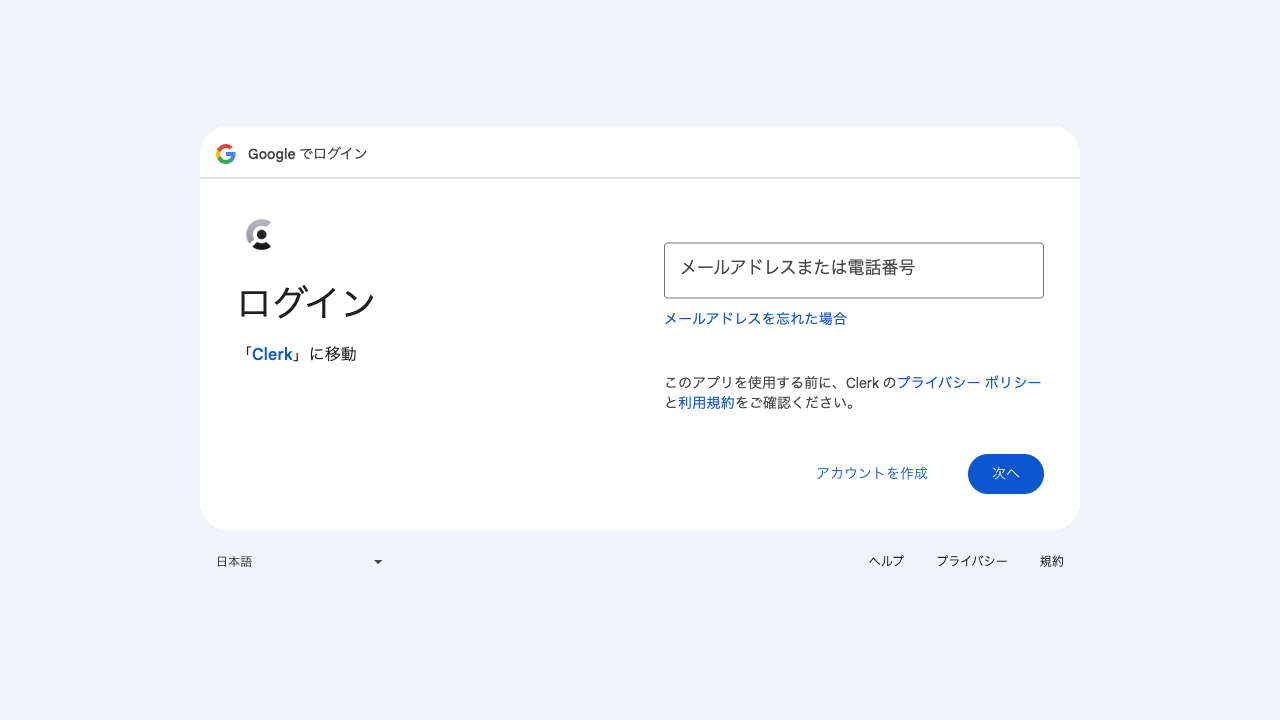 Google でログイン
ログイン
「Clerk」に移動
メールアドレスまたは電話番号
メールアドレスを忘れた場合
このアプリを使用する前に、Clerk のプライバシー ポリシー
と利用規約をご確認ください。
アカウントを作成
次へ
日本語
ヘルプ
プライバシー
規約